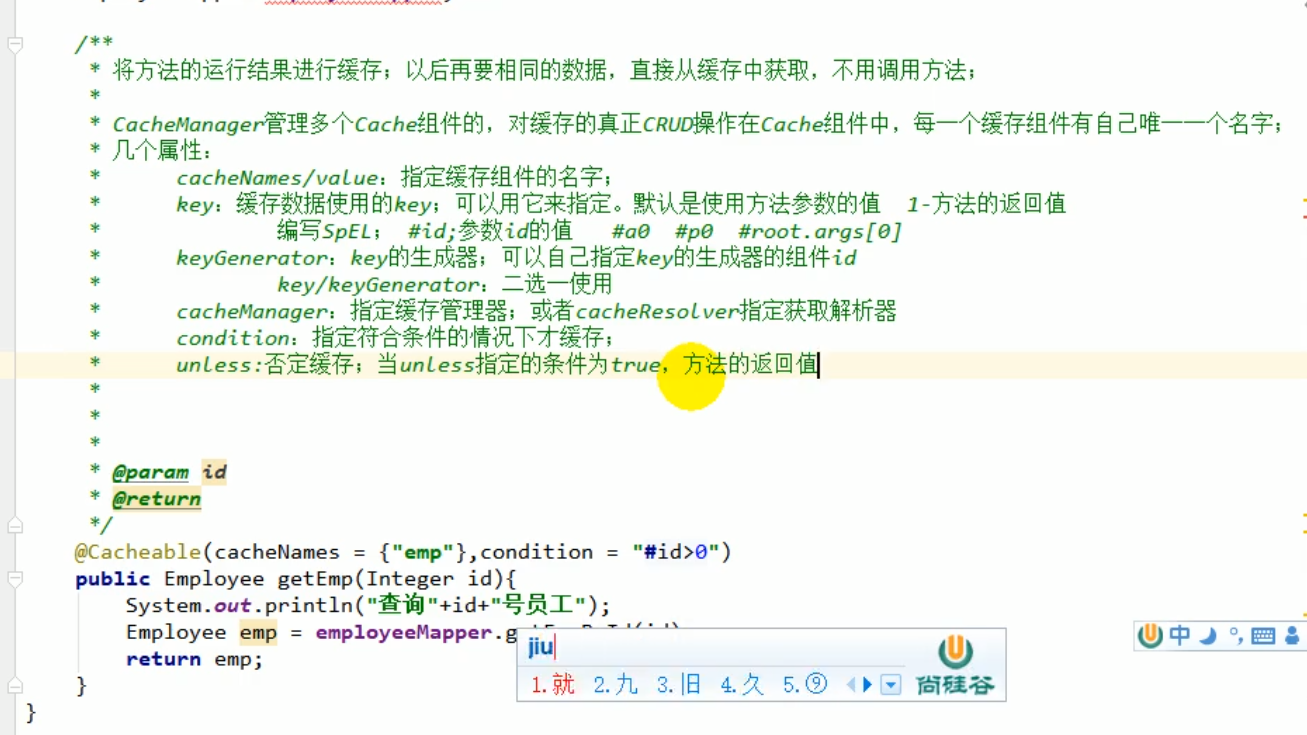 /**
* 将方法的运行结果进行缓存；以后再要相同的数据，直接从缓存中获取，不用调用方法；
*
* CacheManager管理多个Cache组件的，对缓存的真正CRUD操作在Cache组件中，每一个缓存组件有自己唯一一个名字；
* 几个属性：
* cacheNames/value：指定缓存组件的名字;
* key：缓存数据使用的key；可以用它来指定。默认是使用方法参数的值 1-方法的返回值
* 编写SpEL； #id;参数id的值 #a0 #p0 #root.args[0]
* keyGenerator：key的生成器；可以自己指定key的生成器的组件id
* key/keyGenerator：二选一使用
* cacheManager：指定缓存管理器；或者cacheResolver指定获取解析器
* condition：指定符合条件的情况下才缓存；
* unless:否定缓存；当unless指定的条件为true，方法的返回值
*
*
*
* @param id
* @return
*/
@Cacheable(cacheNames = {"emp"},condition = "#id>0")
public Employee getEmp(Integer id){
System.out.println("查询"+id+"号员工");
Employee emp = employeeMapper.g
return emp;
}
}
jiu
1.就 2.九 3.旧 4.久 5.⑨
尚硅谷
中